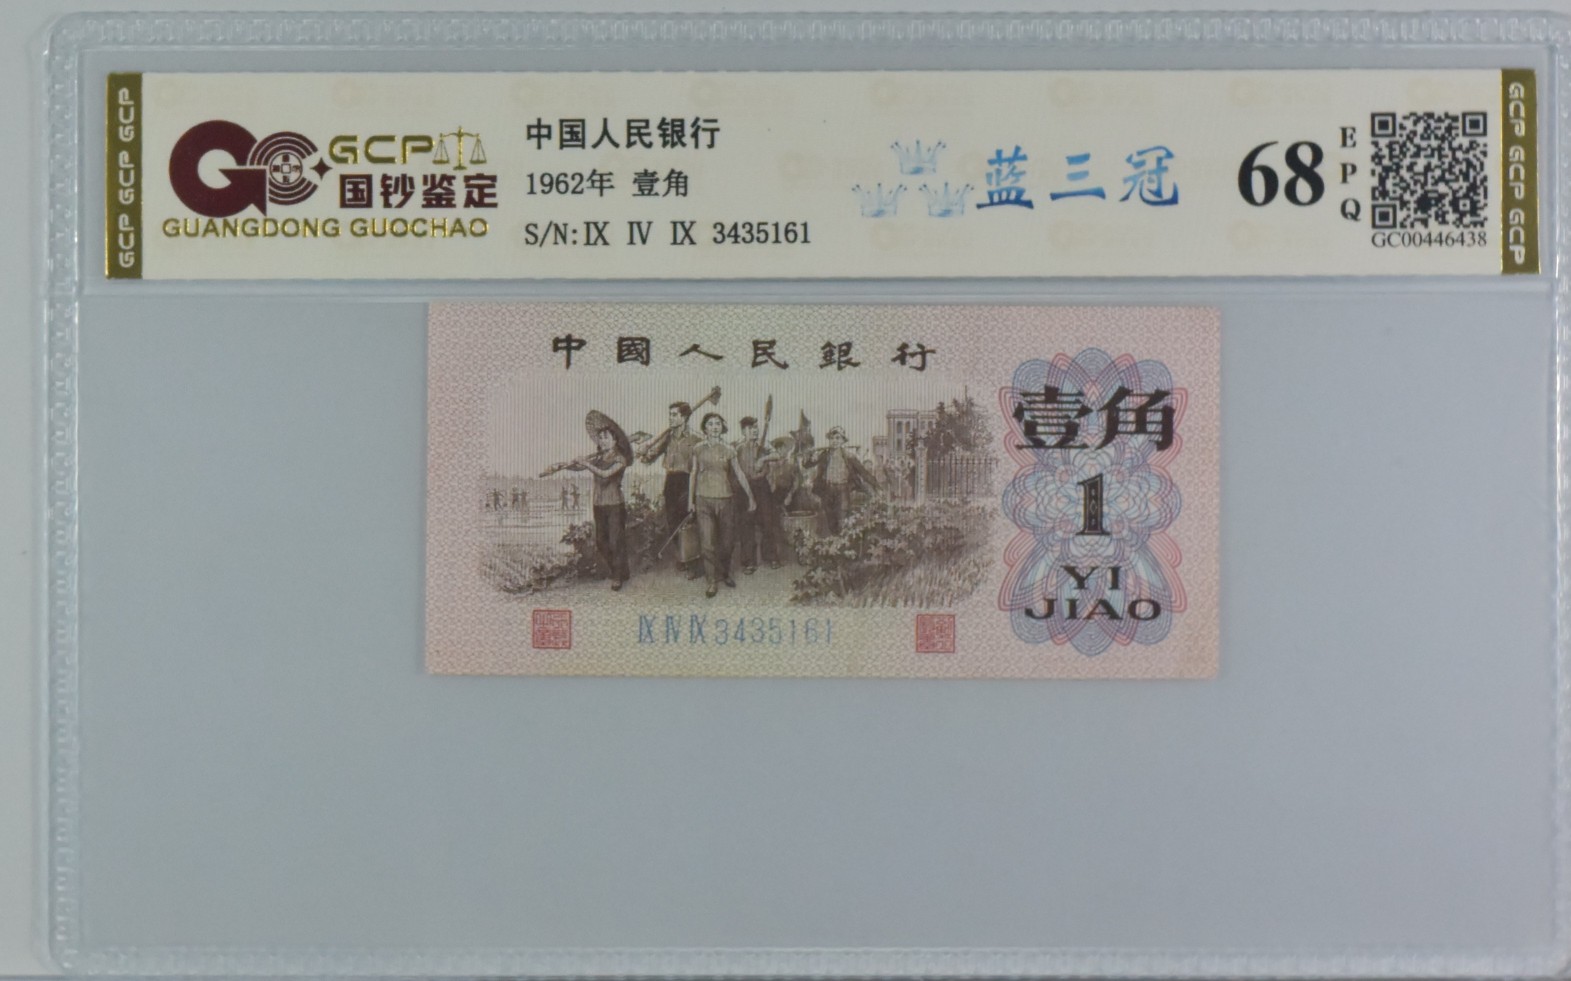 GCP GCP GCP
GCP
国钞鉴定
GUANGDONG GUOCHAO
中国人民银行
1962年 壹角
S/N:IX IV IX 3435161
蓝三冠
68
EPQ
GC00446438
GCP GCP GCP
中國人民銀行
壹角
1
YI
JIAO
IX IV IX 3435161